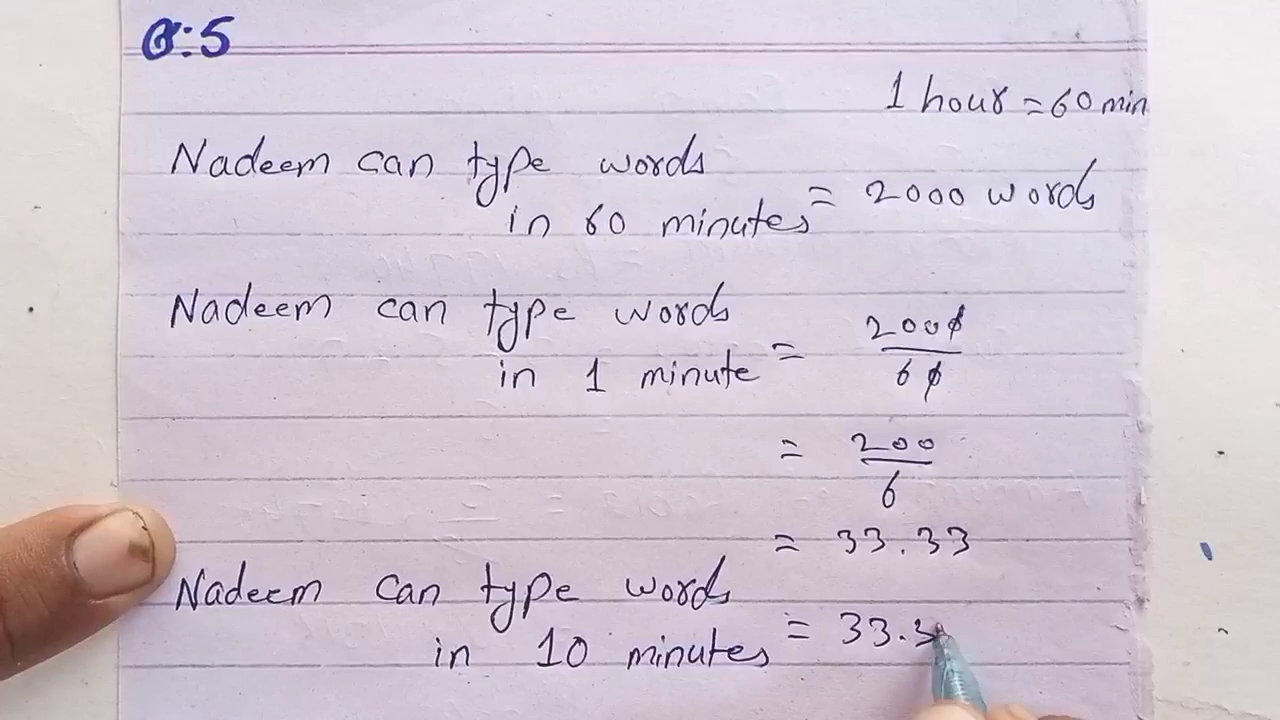 Q:5
1 hour = 60 min
Nadeem can type words
in 60 minutes = 2000 words
Nadeem can type words
in 1 minute = 2000/60
= 200/6
= 33.33
Nadeem can type words
in 10 minutes = 33.3